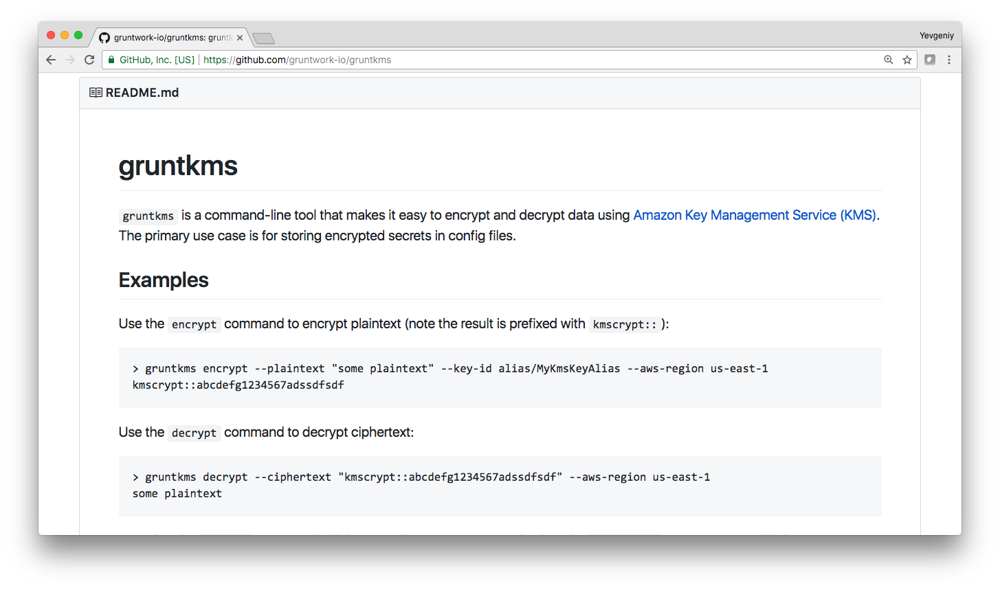 gruntwork-io/gruntkms: grunt
Yevgeniy
GitHub, Inc. [US] | https://github.com/gruntwork-io/gruntkms
README.md
gruntkms
gruntkms is a command-line tool that makes it easy to encrypt and decrypt data using Amazon Key Management Service (KMS).
The primary use case is for storing encrypted secrets in config files.
Examples
Use the encrypt command to encrypt plaintext (note the result is prefixed with kmscrypt:: ):
> gruntkms encrypt --plaintext "some plaintext" --key-id alias/MyKmsKeyAlias --aws-region us-east-1
kmscrypt::abcdefg1234567adssdfsdf
Use the decrypt command to decrypt ciphertext:
> gruntkms decrypt --ciphertext "kmscrypt::abcdefg1234567adssdfsdf" --aws-region us-east-1
some plaintext